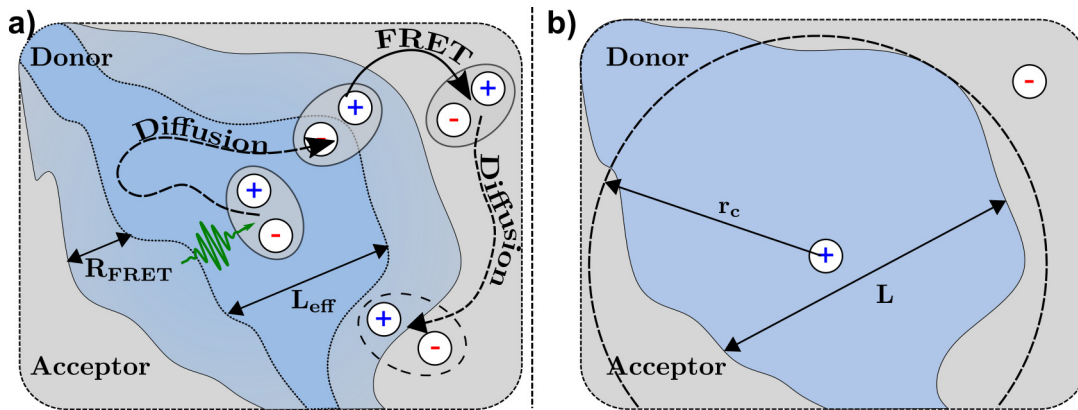 a)
Donor
FRET
+
-
+
-
Diffusion
+
-
Diffusion
R_FRET
L_eff
+
-
Acceptor
b)
Donor
-
r_c
+
L
Acceptor